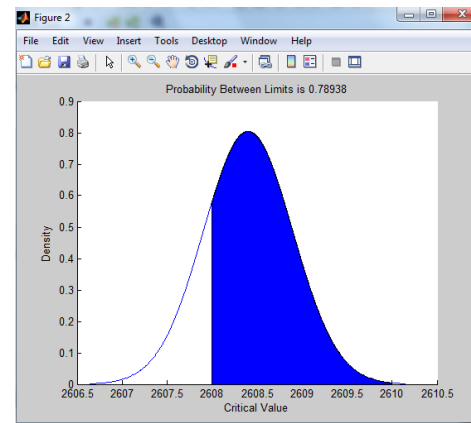 Figure 2
File Edit View Insert Tools Desktop Window Help
Probability Between Limits is 0.78938
0.9
0.8
0.7
0.6
0.5
0.4
0.3
0.2
0.1
0
Density
2606.5 2607 2607.5 2608 2608.5 2609 2609.5 2610 2610.5
Critical Value